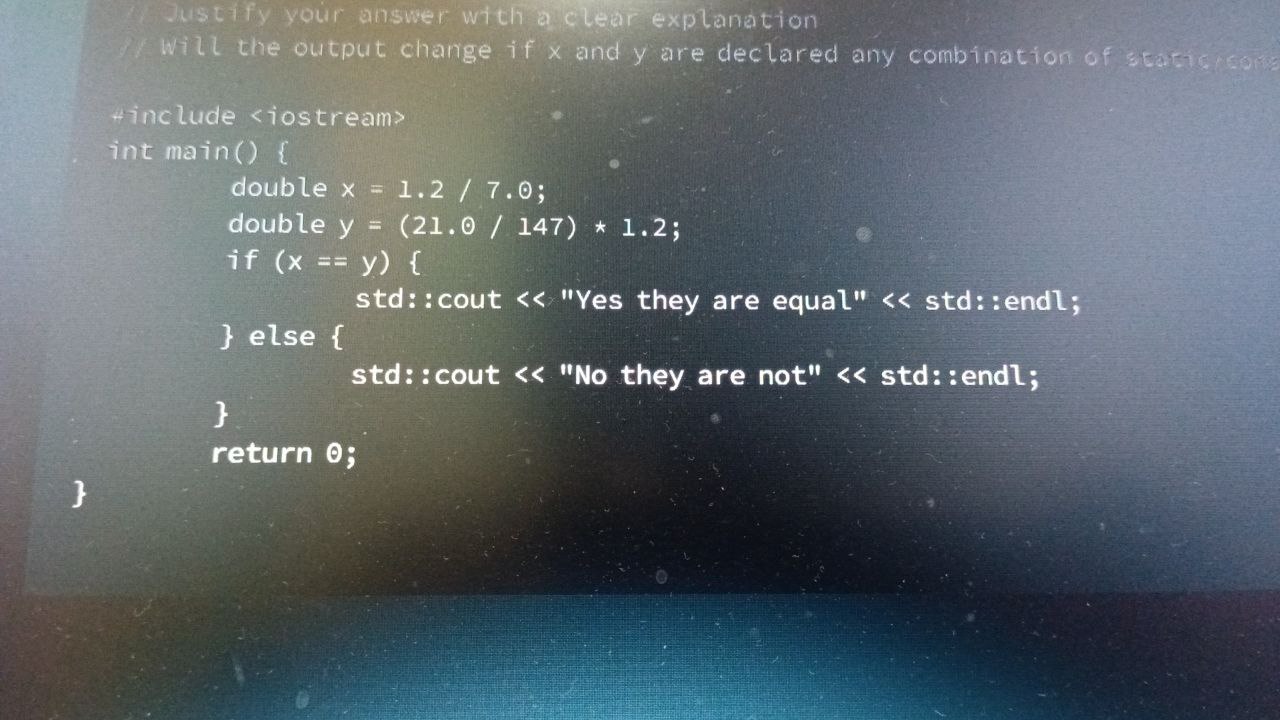 // Justify your answer with a clear explanation
// Will the output change if x and y are declared any combination of static/cons
#include <iostream>
int main() {
double x = 1.2 / 7.0;
double y = (21.0 / 147) * 1.2;
if (x == y) {
std::cout << "Yes they are equal" << std::endl;
} else {
std::cout << "No they are not" << std::endl;
}
return 0;
}